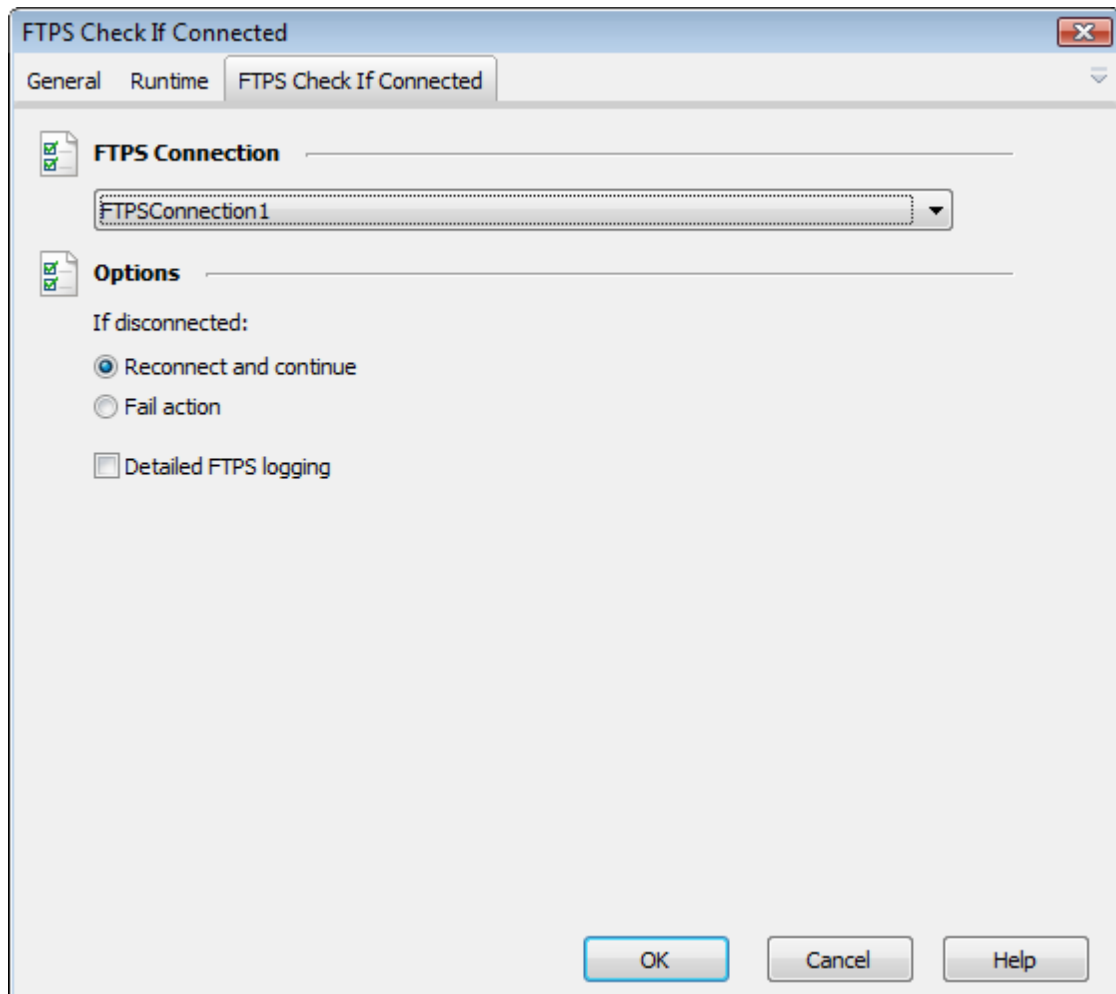 FTPS Check If Connected
General Runtime FTPS Check If Connected
FTPS Connection
FTPSConnection1
Options
If disconnected:
Reconnect and continue
Fail action
Detailed FTPS logging
OK Cancel Help